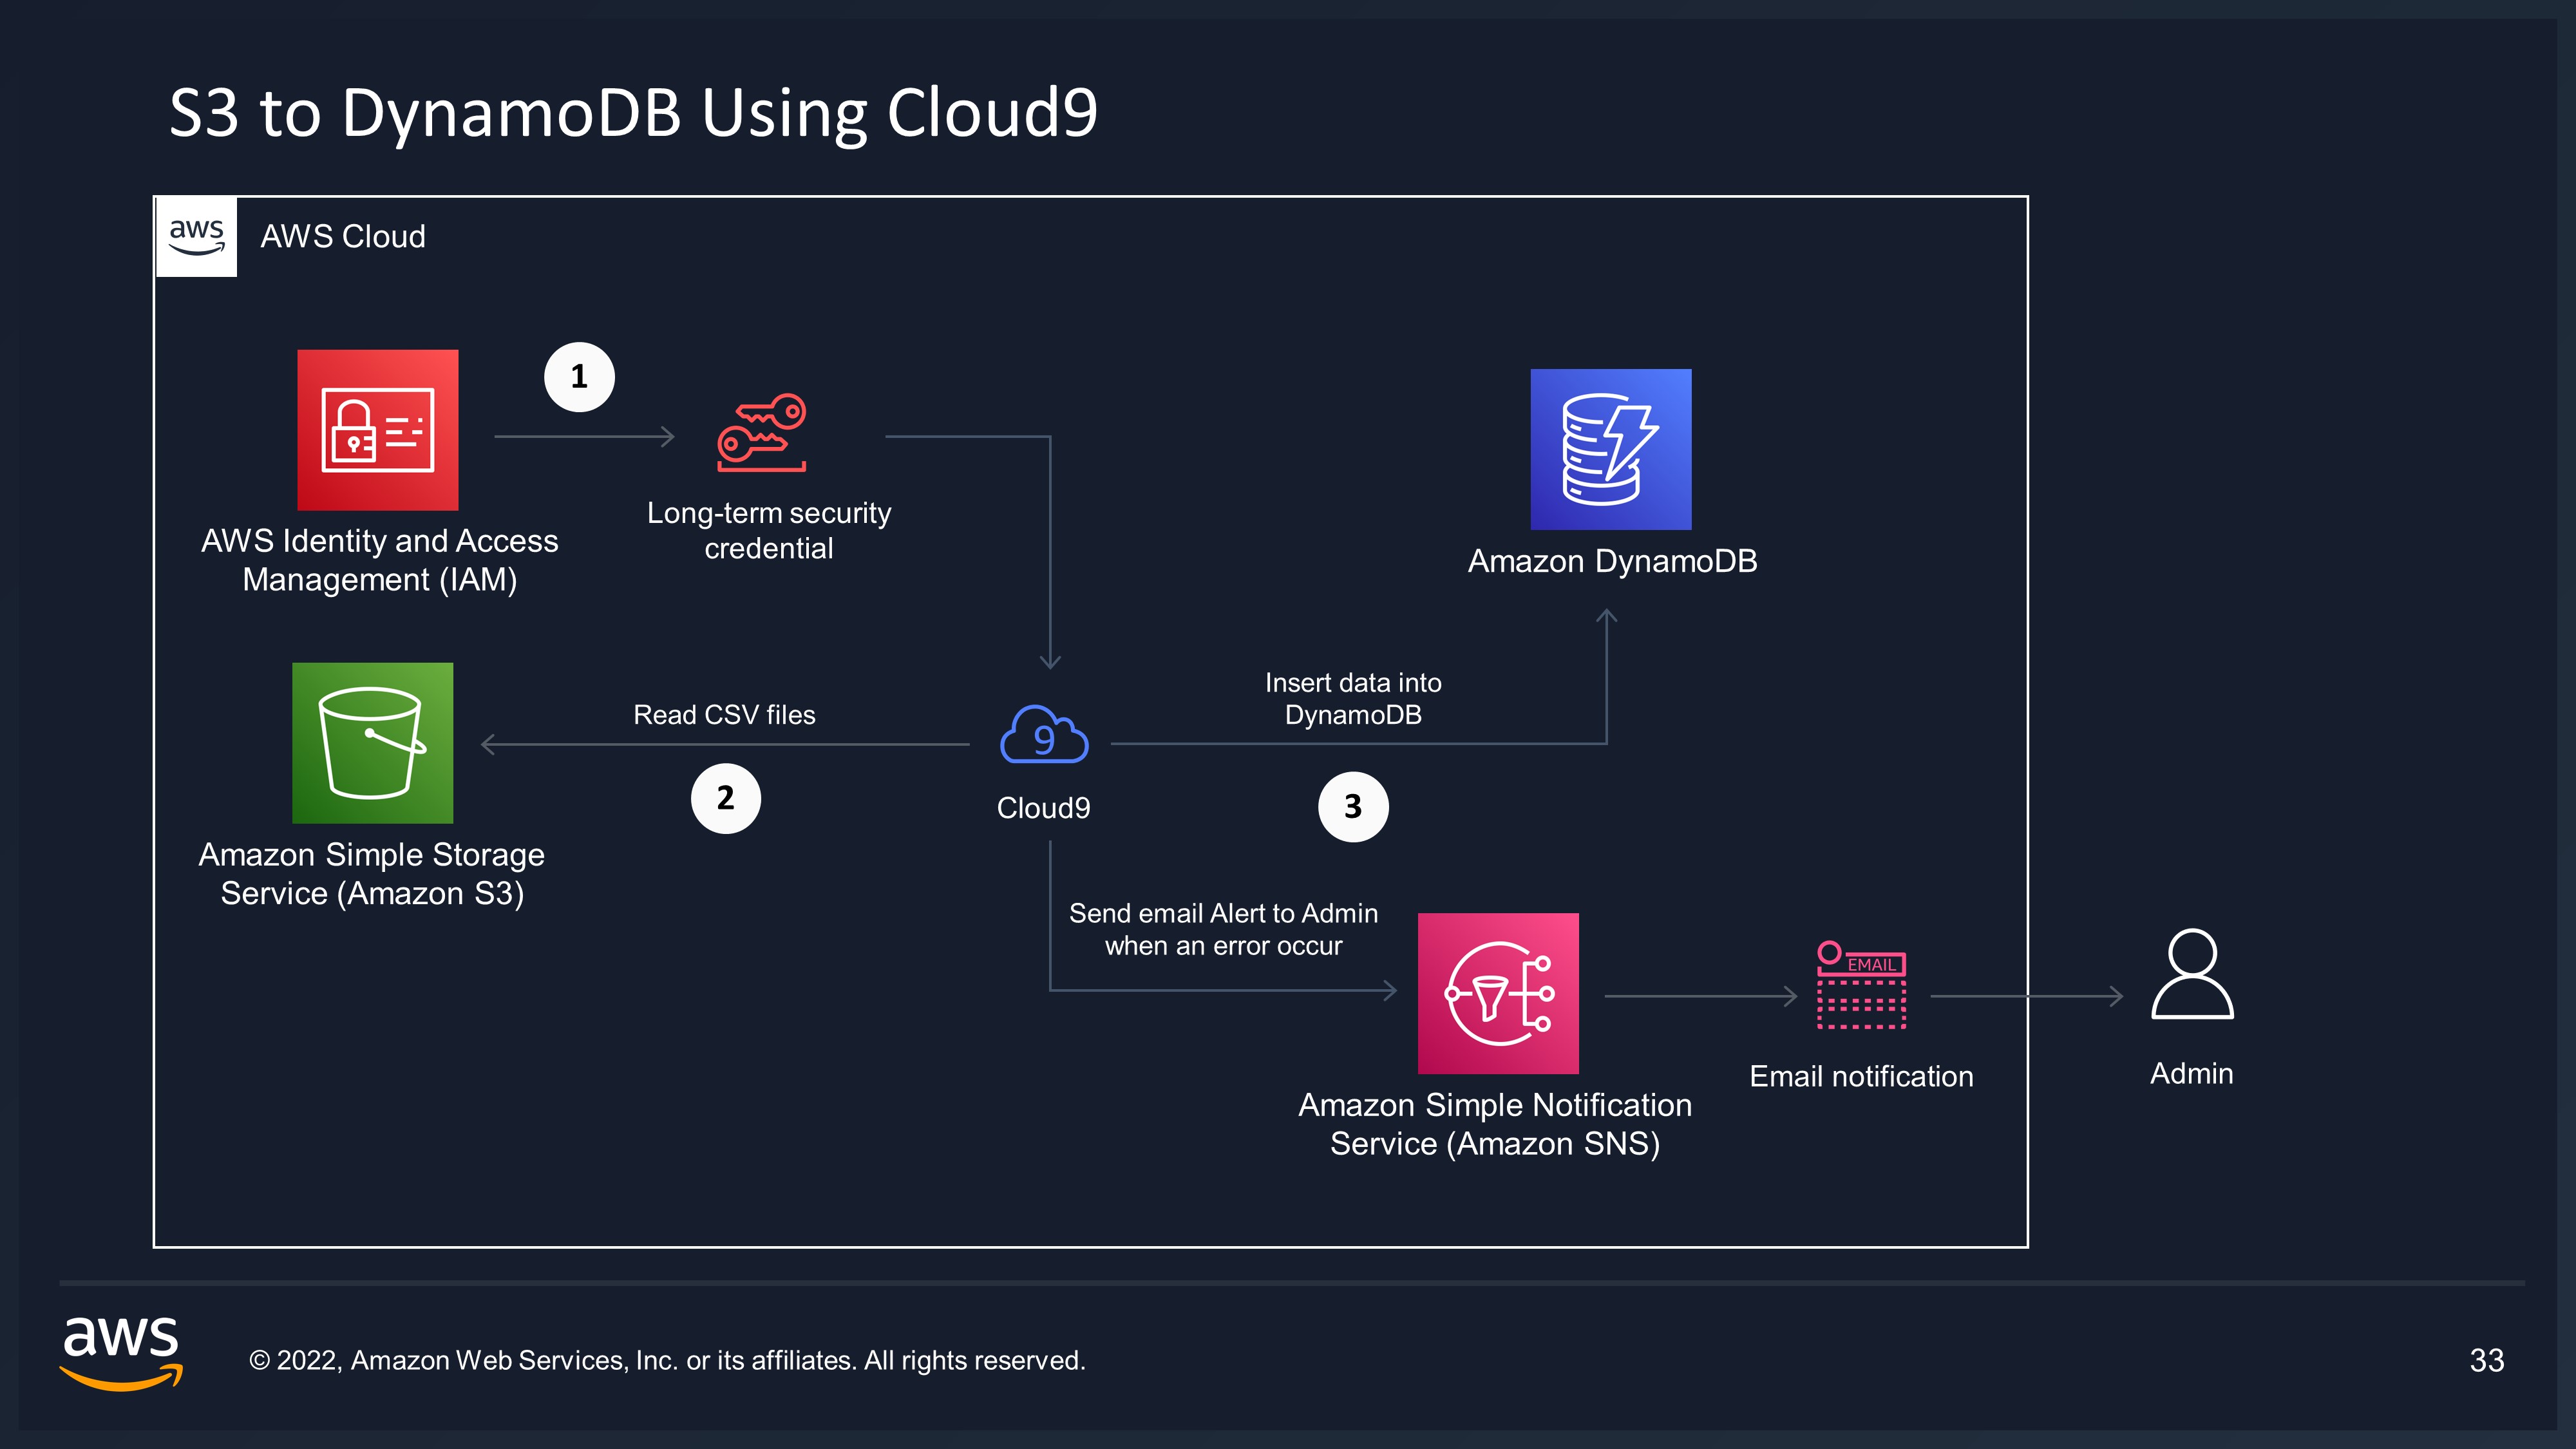 S3 to DynamoDB Using Cloud9
aws
AWS Cloud
1
Long-term security
credential
AWS Identity and Access
Management (IAM)
Amazon DynamoDB
Read CSV files
2
9
Cloud9
Insert data into
DynamoDB
3
Amazon Simple Storage
Service (Amazon S3)
Send email Alert to Admin
when an error occur
Amazon Simple Notification
Service (Amazon SNS)
EMAIL
Email notification
Admin
aws
© 2022, Amazon Web Services, Inc. or its affiliates. All rights reserved.
33